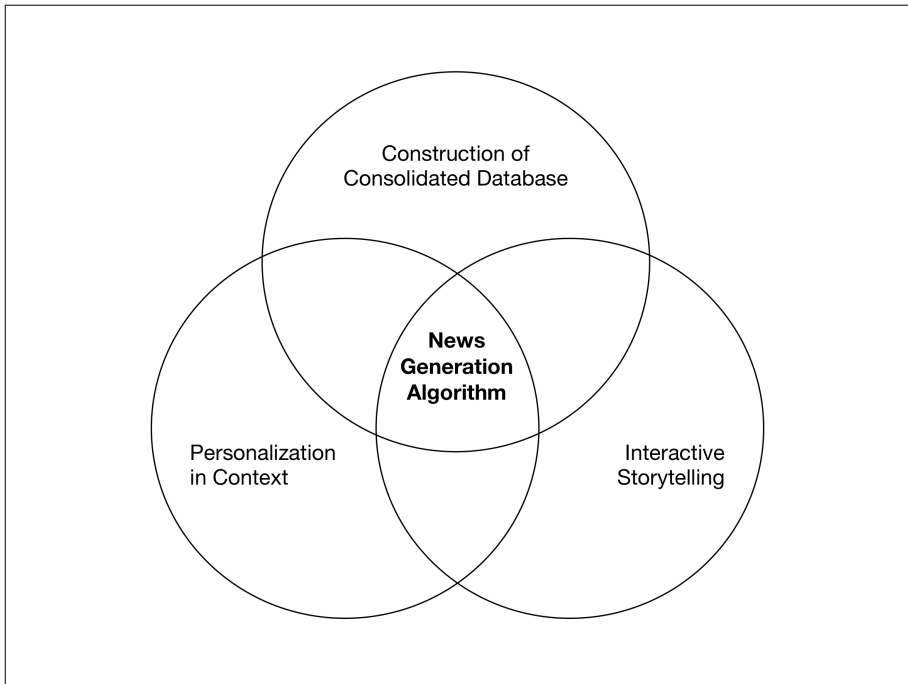 Construction of
Consolidated Database
News
Generation
Algorithm
Personalization
in Context
Interactive
Storytelling